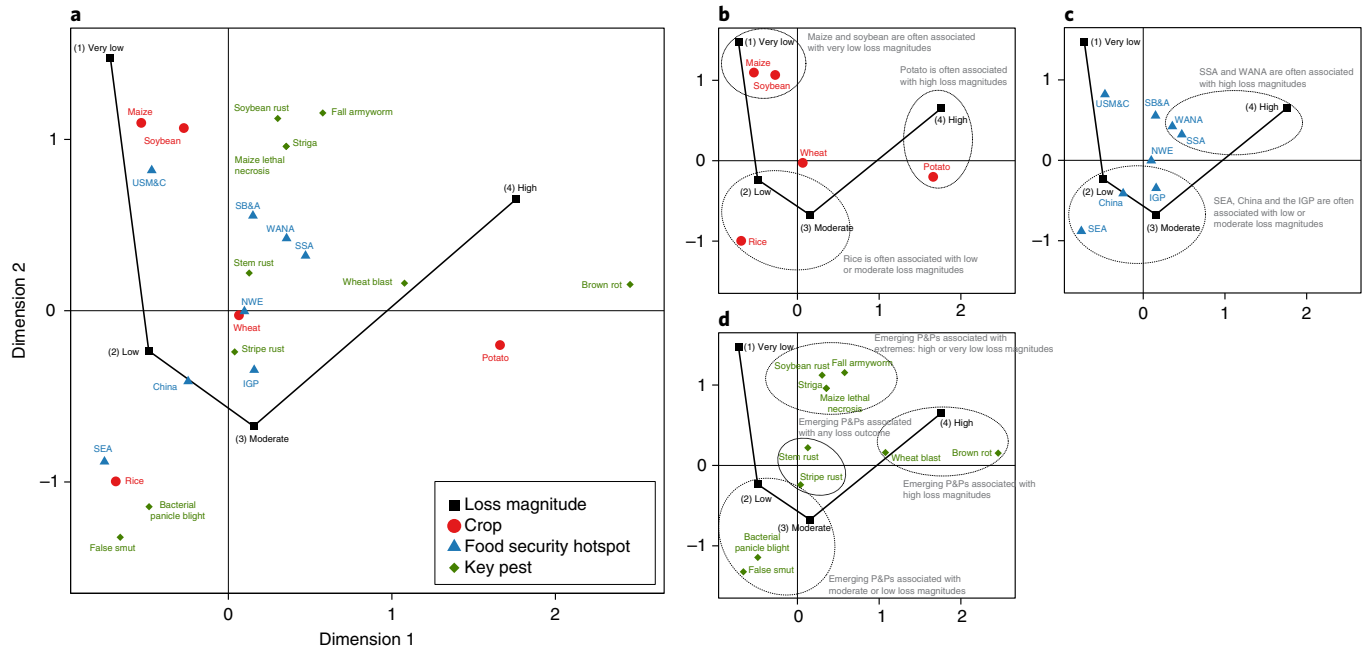 a
(1) Very low
Maize
Soybean
USM&C
Soybean rust
Fall armyworm
Striga
Maize lethal
necrosis
SB&A
WANA
SSA
Stem rust
NWE
Wheat
Stripe rust
(2) Low
China
IGP
(3) Moderate
(4) High
Wheat blast
Brown rot
Potato
SEA
Rice
Bacterial
panicle blight
False smut
Loss magnitude
Crop
Food security hotspot
Key pest
1
0
−1
0
1
2
Dimension 2
Dimension 1
b
(1) Very low
Maize and soybean are often associated
with very low loss magnitudes
Maize
Soybean
Potato is often associated
with high loss magnitudes
(4) High
Wheat
Potato
(2) Low
(3) Moderate
Rice
Rice is often associated with low
or moderate loss magnitudes
1
0
−1
0
1
2
c
(1) Very low
USM&C
SSA and WANA are often associated
with high loss magnitudes
SB&A
(4) High
WANA
SSA
NWE
(2) Low
China
IGP
SEA
(3) Moderate
SEA, China and the IGP are often
associated with low or
moderate loss magnitudes
1
0
−1
0
1
2
d
(1) Very low
Emerging P&Ps associated with
extremes: high or very low loss magnitudes
Soybean rust
Fall armyworm
Striga
Maize lethal
necrosis
Emerging P&Ps associated
with any loss outcome
(4) High
Stem rust
Wheat blast
Brown rot
Stripe rust
Emerging P&Ps associated with
high loss magnitudes
(2) Low
(3) Moderate
Bacterial
panicle blight
False smut
Emerging P&Ps associated with
moderate or low loss magnitudes
1
0
−1
0
1
2